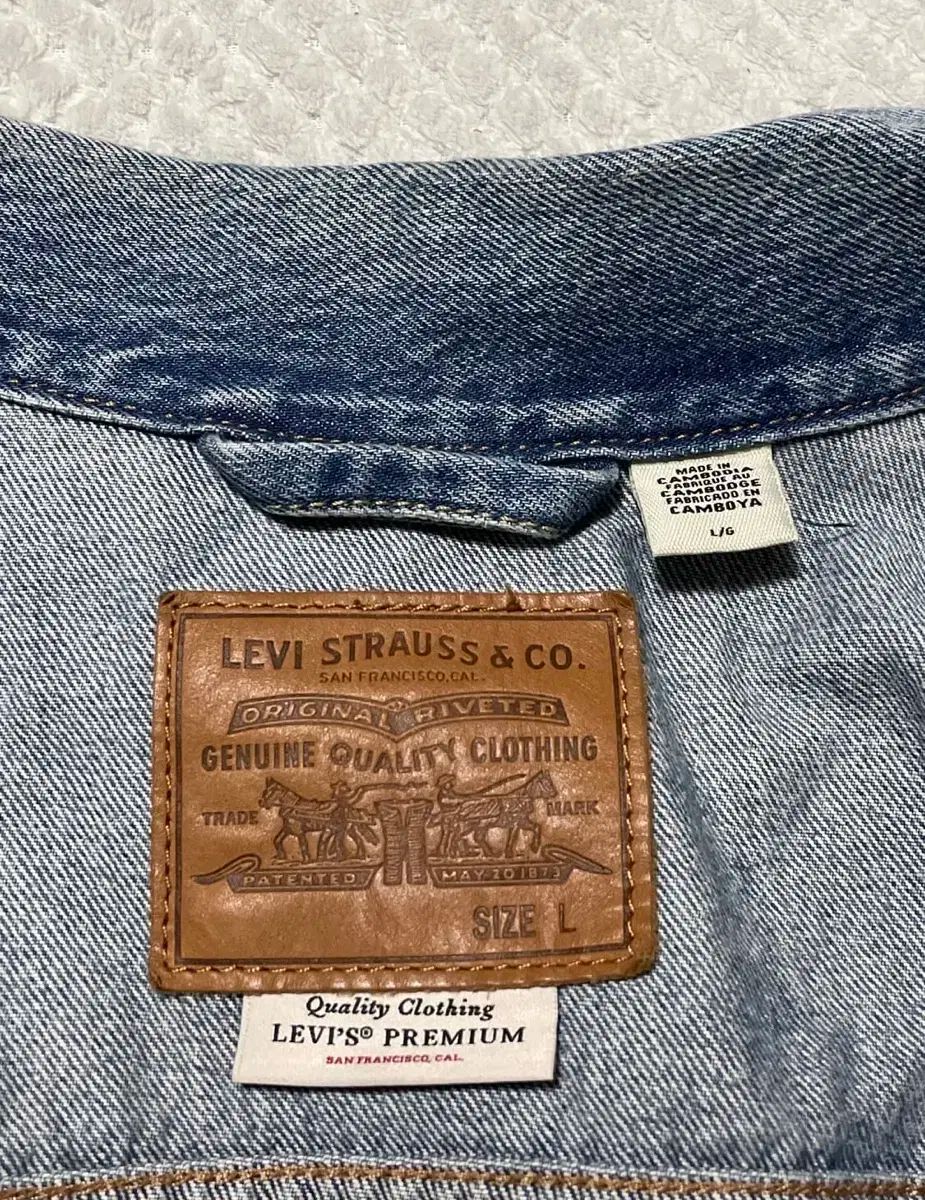 MADE IN
CAMBODIA
FABRIQUE AU
CAMBODGE
FABRICADO EN
CAMBOYA
L/G
LEVI STRAUSS & CO.
SAN FRANCISCO, CAL.
ORIGINAL RIVETED
GENUINE QUALITY CLOTHING
TRADE MARK
PATENTED MAY 20 1873
SIZE L
Quality Clothing
LEVI'S® PREMIUM
SAN FRANCISCO, CAL.